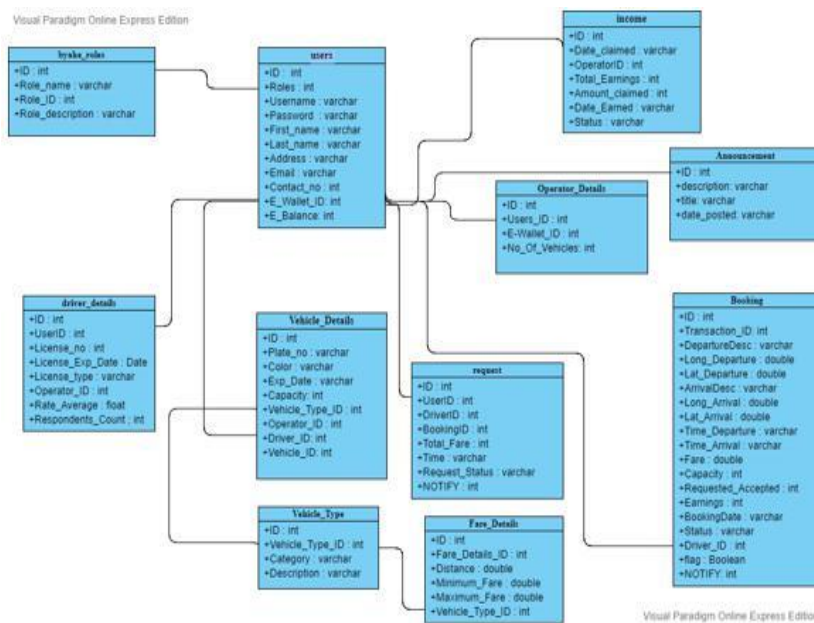 Visual Paradigm Online Express Edition
byahe_roles
+ID : int
+Role_name : varchar
+Role_ID : int
+Role_description : varchar
users
+ID : int
+Roles : int
+Username : varchar
+Password : varchar
+First_name : varchar
+Last_name : varchar
+Address : varchar
+Email : varchar
+Contact_no : int
+E_Wallet_ID : int
+E_Balance: int
income
+ID : int
+Date_claimed : varchar
+OperatorID : int
+Total_Earnings : int
+Amount_claimed : int
+Date_Earned : varchar
+Status : varchar
Announcement
+ID : int
+description: varchar
+title: varchar
+date_posted: varchar
Operator_Details
+ID : int
+Users_ID : int
+E-Wallet_ID : int
+No_Of_Vehicles: int
driver_details
+ID : int
+UserID : int
+License_no : int
+License_Exp_Date : Date
+License_type : varchar
+Operator_ID : int
+Rate_Average : float
+Respondents_Count ; int
Vehicle_Details
+ID : int
+Plate_no : varchar
+Color : varchar
+Exp_Date : varchar
+Capacity: int
+Vehicle_Type_ID : int
+Operator_ID : int
+Driver_ID: int
+Vehicle_ID: int
request
+ID : int
+UserID : int
+DriverID : int
+BookingID : int
+Total_Fare : int
+Time : varchar
+Request_Status : varchar
+NOTIFY : int
Booking
+ID : int
+Transaction_ID: int
+DepartureDesc : varchar
+Long_Departure : double
+Lat_Departure : double
+ArrivalDesc : varchar
+Long_Arrival : double
+Lat_Arrival : double
+Time_Departure : varchar
+Time_Arrival : varchar
+Fare : double
+Capacity : int
+Requested_Accepted : int
+Earnings : int
+BookingDate : varchar
+Status : varchar
+Driver_ID : int
+flag : Boolean
+NOTIFY: int
Vehicle_Type
+ID : int
+Vehicle_Type_ID : int
+Category : varchar
+Description : varchar
Fare_Details
+ID : int
+Fare_Details_ID : int
+Distance : double
+Minimum_Fare : double
+Maximum_Fare : double
+Vehicle_Type_ID : int
Visual Paradigm Online Express Edition